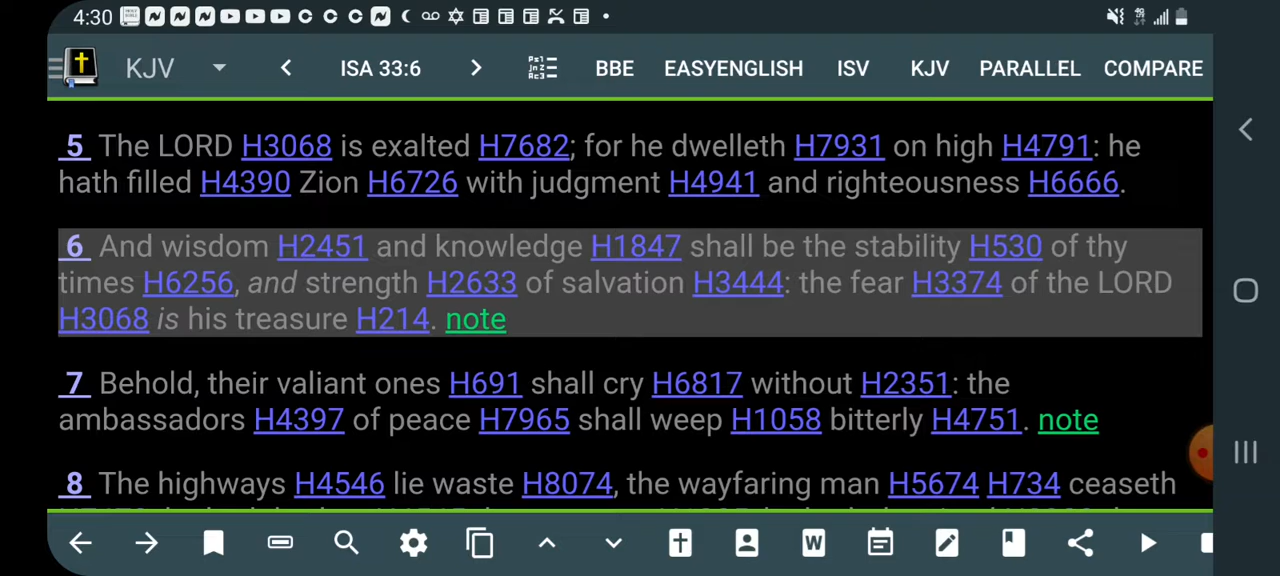 4:30
KJV ISA 33:6 BBE EASYENGLISH ISV KJV PARALLEL COMPARE
5 The LORD H3068 is exalted H7682; for he dwelleth H7931 on high H4791: he
hath filled H4390 Zion H6726 with judgment H4941 and righteousness H6666.
6 And wisdom H2451 and knowledge H1847 shall be the stability H530 of thy
times H6256, and strength H2633 of salvation H3444: the fear H3374 of the LORD
H3068 is his treasure H214. note
7 Behold, their valiant ones H691 shall cry H6817 without H2351: the
ambassadors H4397 of peace H7965 shall weep H1058 bitterly H4751. note
8 The highways H4546 lie waste H8074, the wayfaring man H5674 H734 ceaseth
W